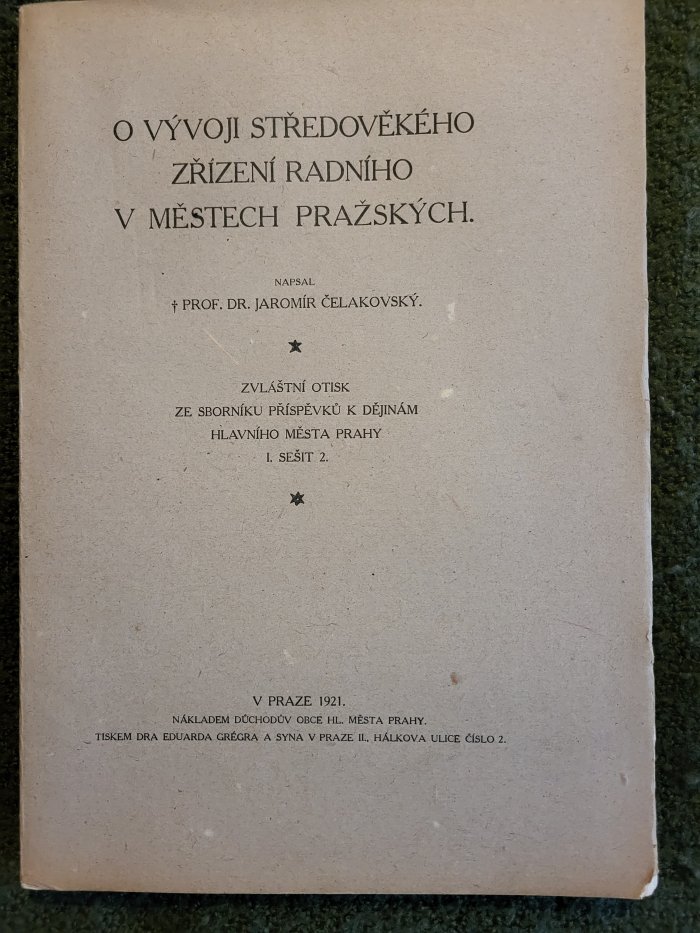 O VÝVOJI STŘEDOVĚKÉHO
ZŘÍZENÍ RADNÍHO
V MĚSTECH PRAŽSKÝCH.
NAPSAL
† PROF. DR. JAROMÍR ČELAKOVSKÝ.
ZVLÁŠTNÍ OTISK
ZE SBORNÍKU PŘÍSPĚVKŮ K DĚJINÁM
HLAVNÍHO MĚSTA PRAHY
I. SEŠIT 2.
V PRAZE 1921.
NÁKLADEM DŮCHODŮV OBCE HL. MĚSTA PRAHY.
TISKEM DRA EDUARDA GRÉGRA A SYNA V PRAZE II., HÁLKOVA ULICE ČÍSLO 2.